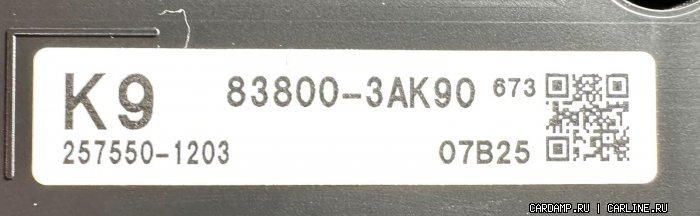 K9 83800-3AK90 673
257550-1203 07B25
CARDAMP.RU | CARLINE.RU